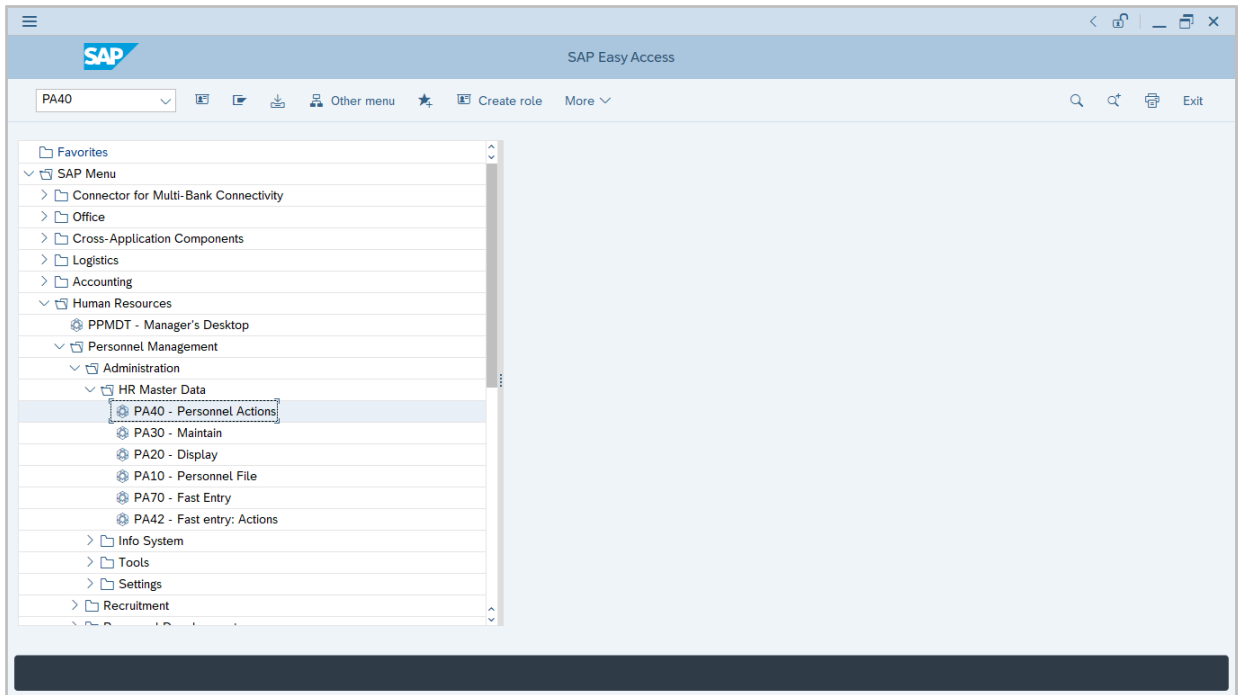 SAP
SAP Easy Access
PA40
Other menu
Create role
More
Exit
Favorites
SAP Menu
Connector for Multi-Bank Connectivity
Office
Cross-Application Components
Logistics
Accounting
Human Resources
PPMDT - Manager's Desktop
Personnel Management
Administration
HR Master Data
PA40 - Personnel Actions
PA30 - Maintain
PA20 - Display
PA10 - Personnel File
PA70 - Fast Entry
PA42 - Fast entry: Actions
Info System
Tools
Settings
Recruitment